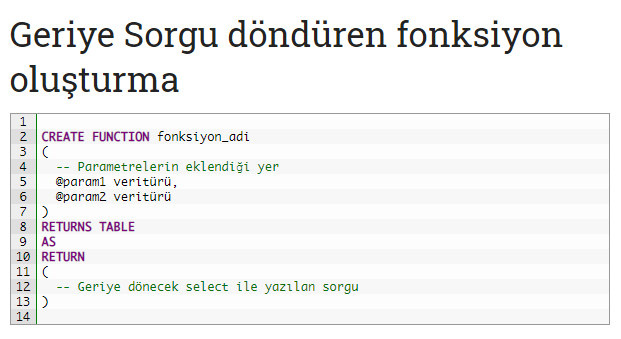 Geriye Sorgu döndüren fonksiyon
oluşturma
1
2 CREATE FUNCTION fonksiyon_adi
3 (
4   -- Parametrelerin eklendiği yer
5   @param1 veritürü,
6   @param2 veritürü
7 )
8 RETURNS TABLE
9 AS
10 RETURN
11 (
12   -- Geriye dönecek select ile yazılan sorgu
13 )
14